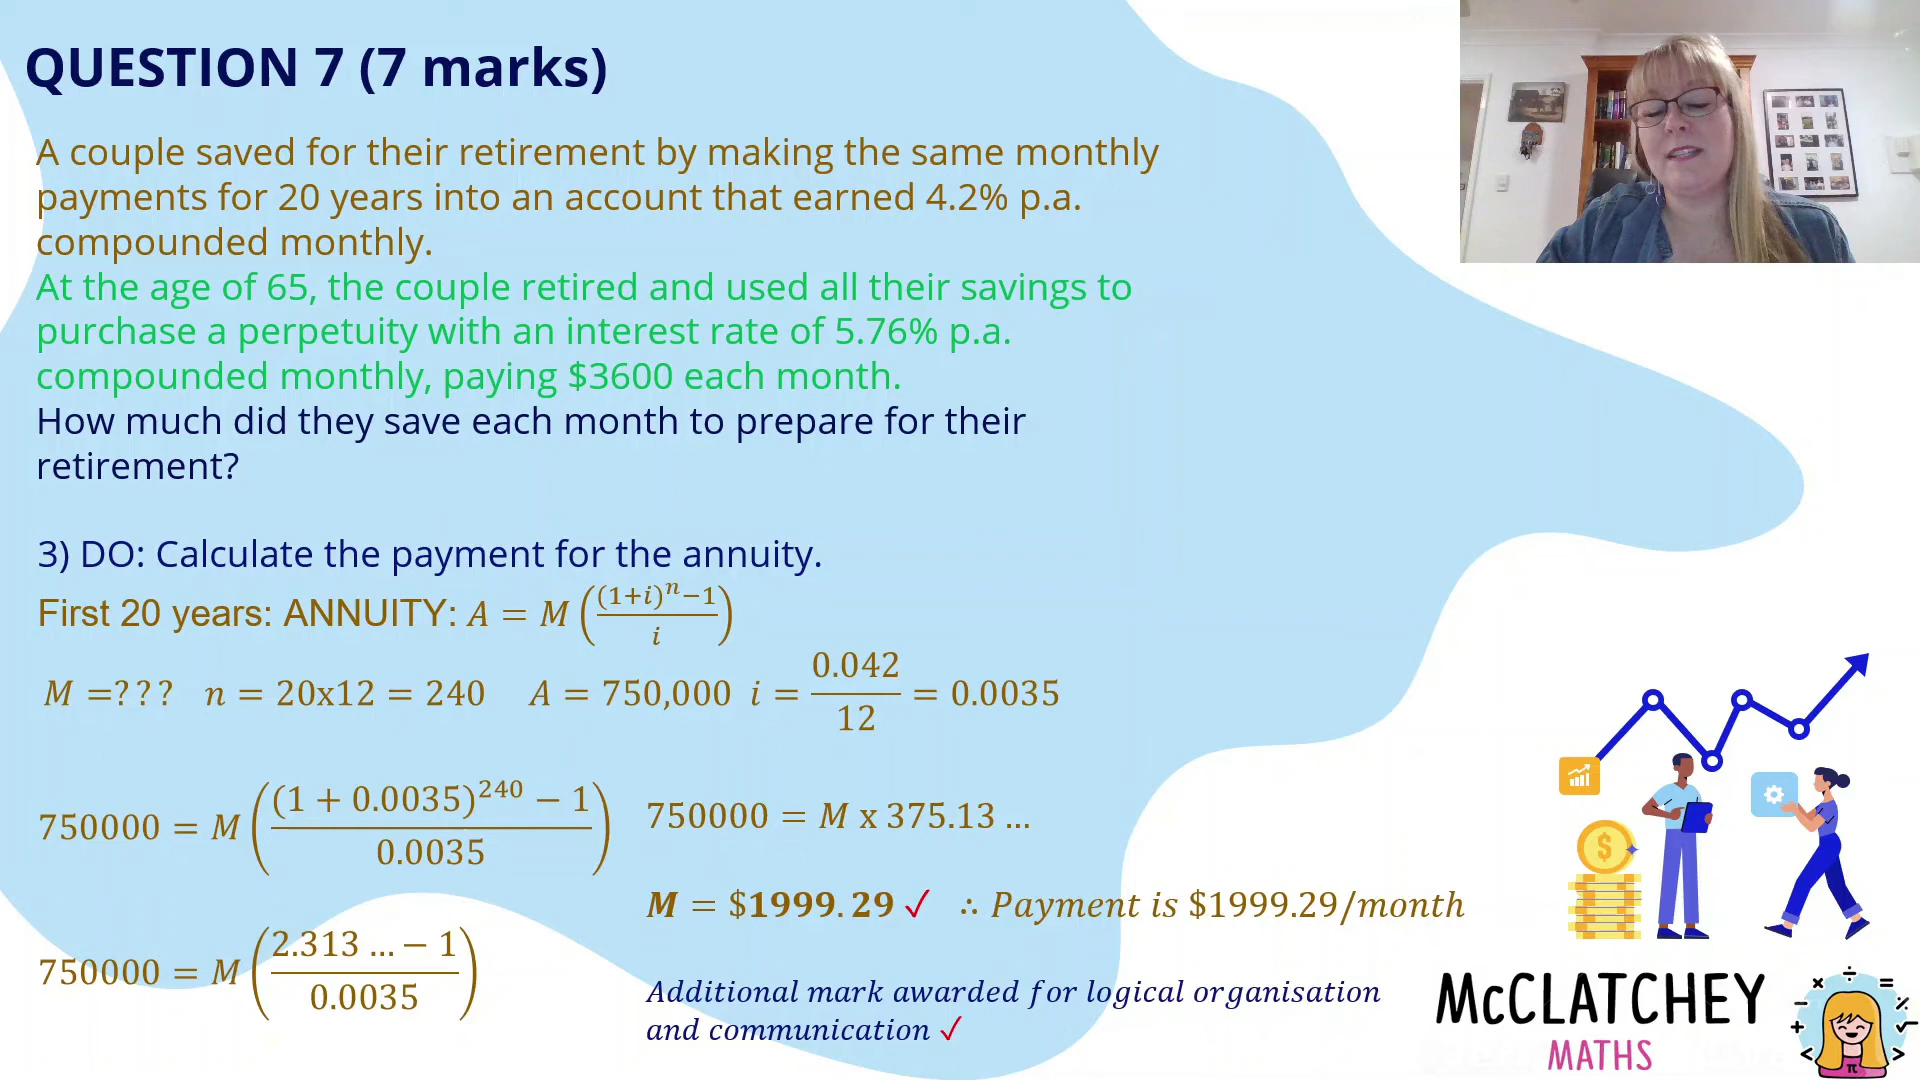 QUESTION 7 (7 marks)
A couple saved for their retirement by making the same monthly
payments for 20 years into an account that earned 4.2% p.a.
compounded monthly.
At the age of 65, the couple retired and used all their savings to
purchase a perpetuity with an interest rate of 5.76% p.a.
compounded monthly, paying $3600 each month.
How much did they save each month to prepare for their
retirement?
3) DO: Calculate the payment for the annuity.
First 20 years: ANNUITY: A = M (((1+i)^n−1)/i)
M =??? n = 20x12 = 240 A = 750,000 i = 0.042/12 = 0.0035
750000 = M (((1 + 0.0035)^240 − 1)/0.0035)
750000 = M ((2.313 … − 1)/0.0035)
750000 = M x 375.13 …
M = $1999.29 ✓ ∴ Payment is $1999.29/month
Additional mark awarded for logical organisation
and communication ✓
McCLATCHEY
MATHS